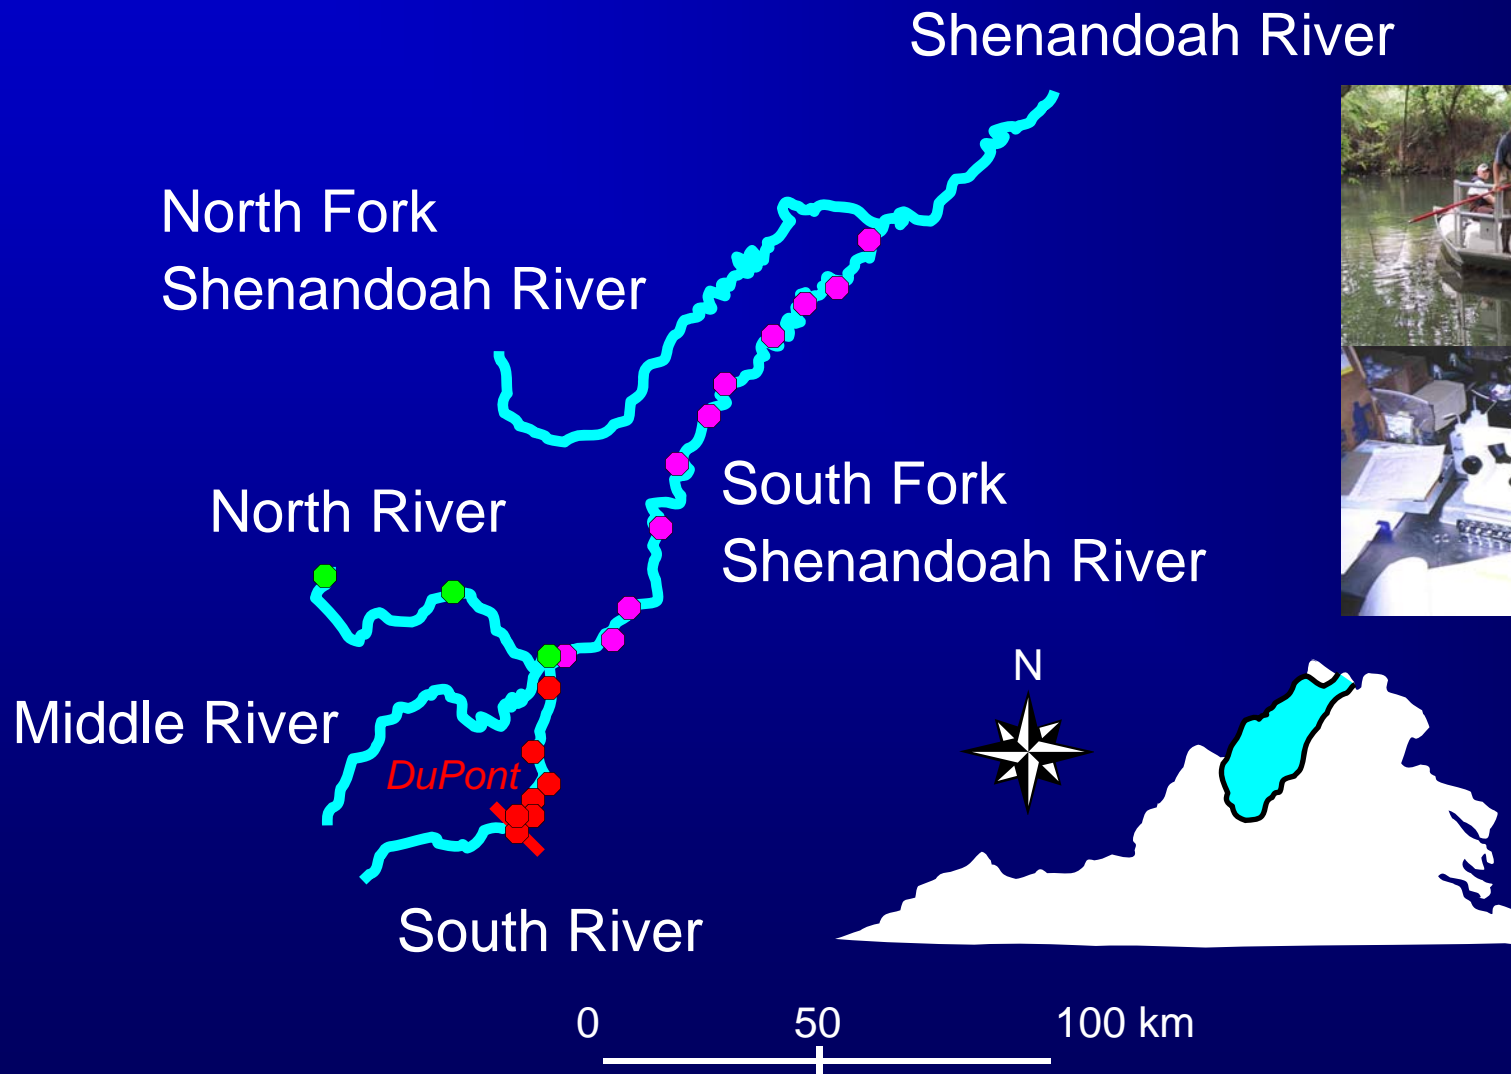 Shenandoah River
North Fork
Shenandoah River
North River
South Fork
Shenandoah River
N
Middle River
DuPont
South River
0 50 100 km